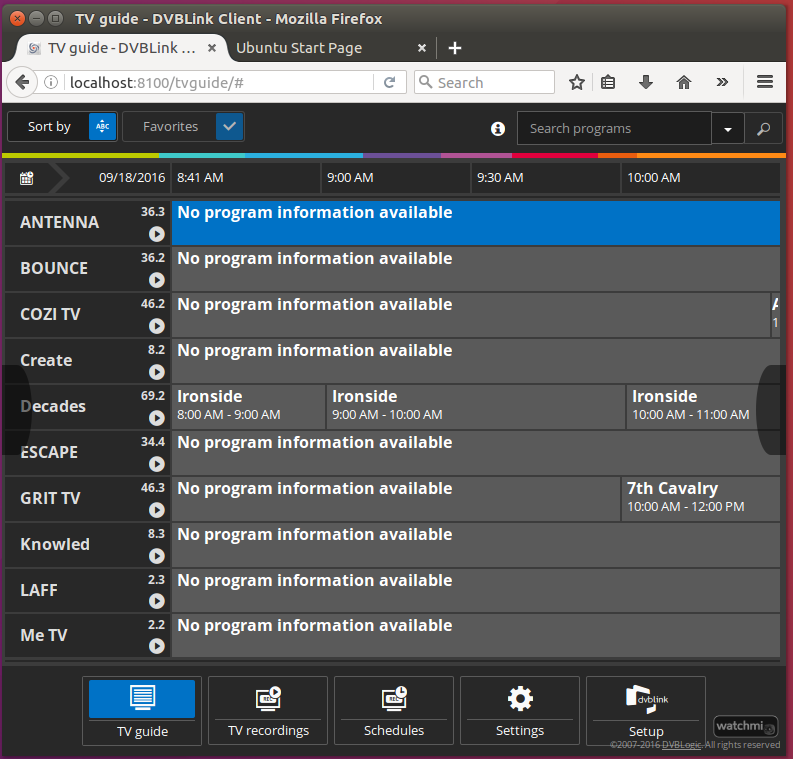 TV guide - DVBLink Client - Mozilla Firefox
TV guide - DVBLink ... × Ubuntu Start Page × +
localhost:8100/tvguide/# Search
Sort by ABC Favorites Search programs
09/18/2016 8:41 AM 9:00 AM 9:30 AM 10:00 AM
ANTENNA 36.3 No program information available
BOUNCE 36.2 No program information available
COZI TV 46.2 No program information available
Create 8.2 No program information available
Decades 69.2 Ironside Ironside Ironside
8:00 AM - 9:00 AM 9:00 AM - 10:00 AM 10:00 AM - 11:00 AM
ESCAPE 34.4 No program information available
GRIT TV 46.3 No program information available 7th Cavalry
10:00 AM - 12:00 PM
Knowled 8.3 No program information available
LAFF 2.3 No program information available
Me TV 2.2 No program information available
dvblink
TV guide TV recordings Schedules Settings Setup
watchmi
©2007-2016 DVBLogic. All rights reserved